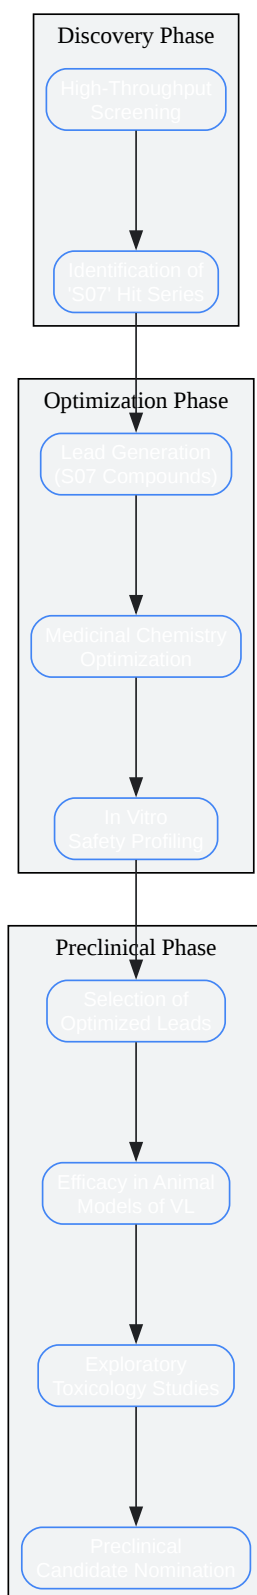 Discovery Phase
High-Throughput
Screening
Identification of
'S07' Hit Series
Optimization Phase
Lead Generation
(S07 Compounds)
Medicinal Chemistry
Optimization
In Vitro
Safety Profiling
Preclinical Phase
Selection of
Optimized Leads
Efficacy in Animal
Models of VL
Exploratory
Toxicology Studies
Preclinical
Candidate Nomination